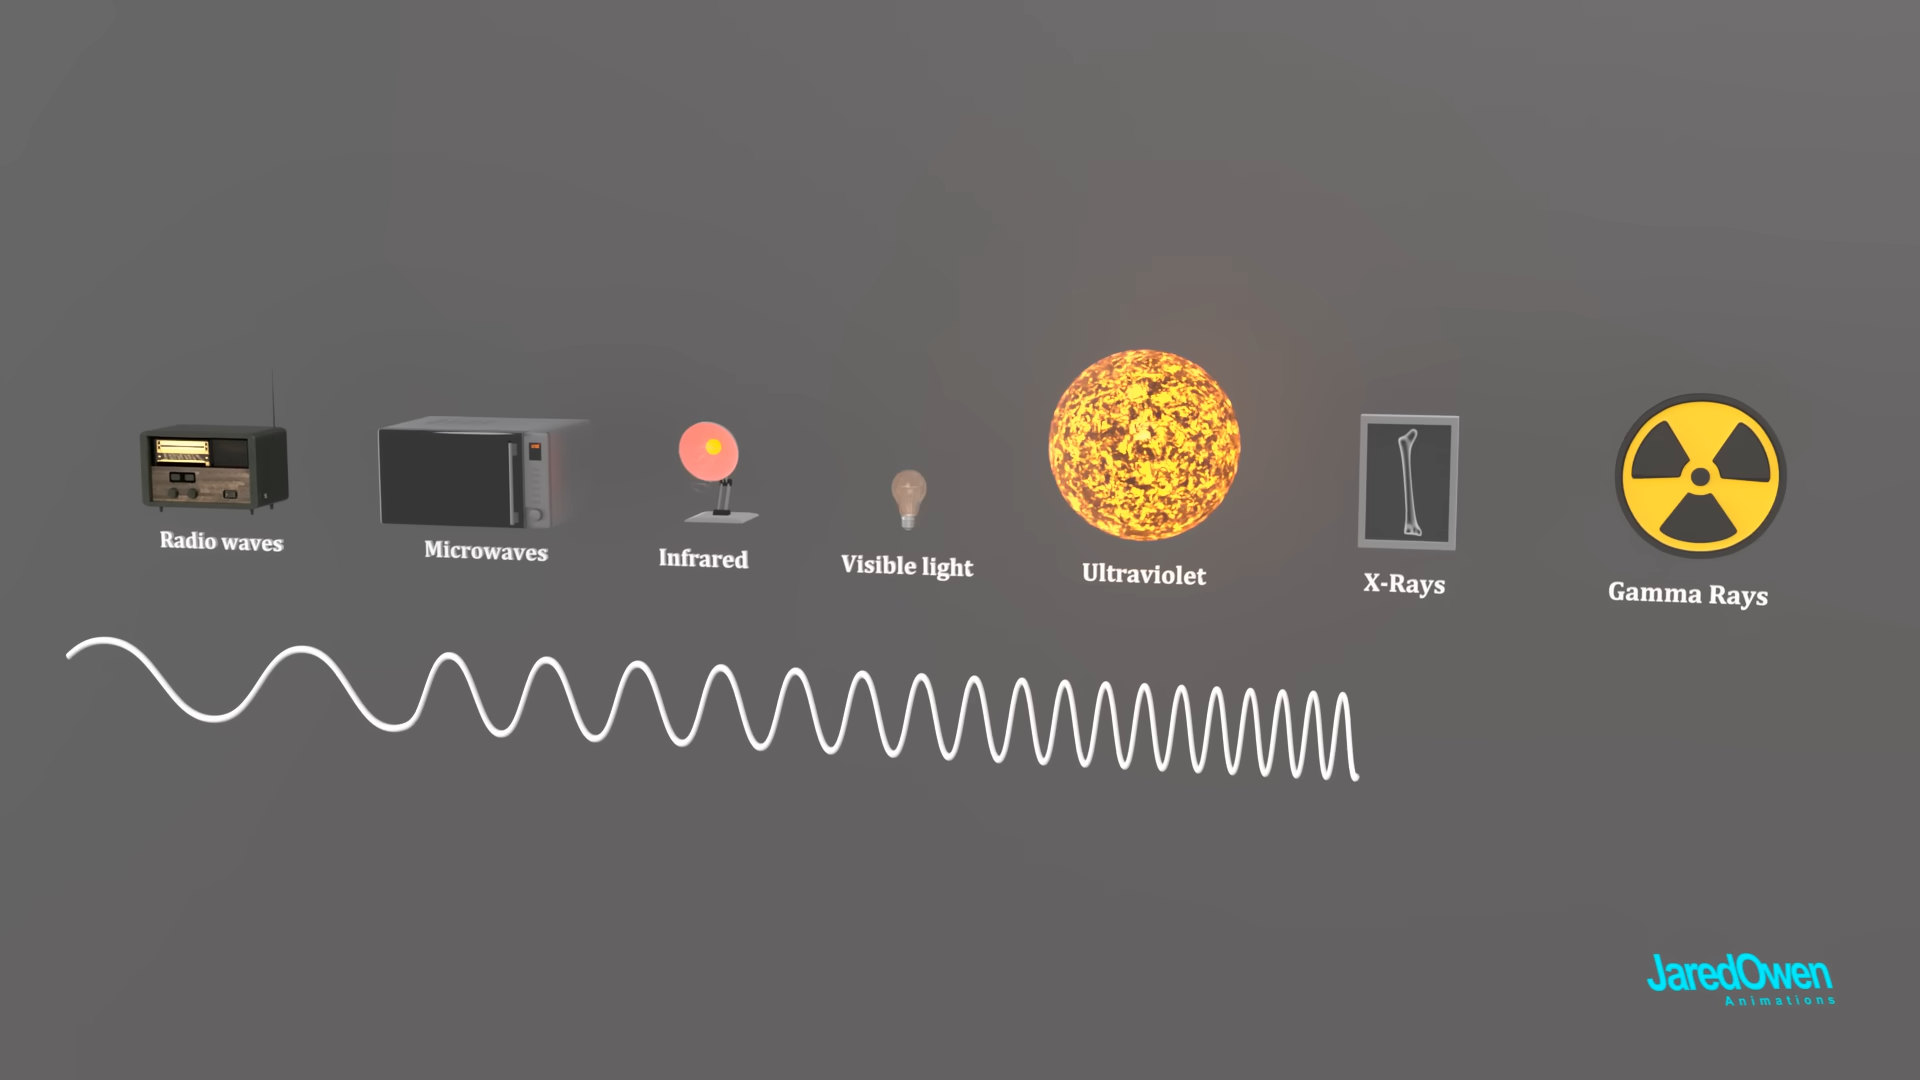 Radio waves
Microwaves
Infrared
Visible light
Ultraviolet
X-Rays
Gamma Rays
JaredOwen
Animations